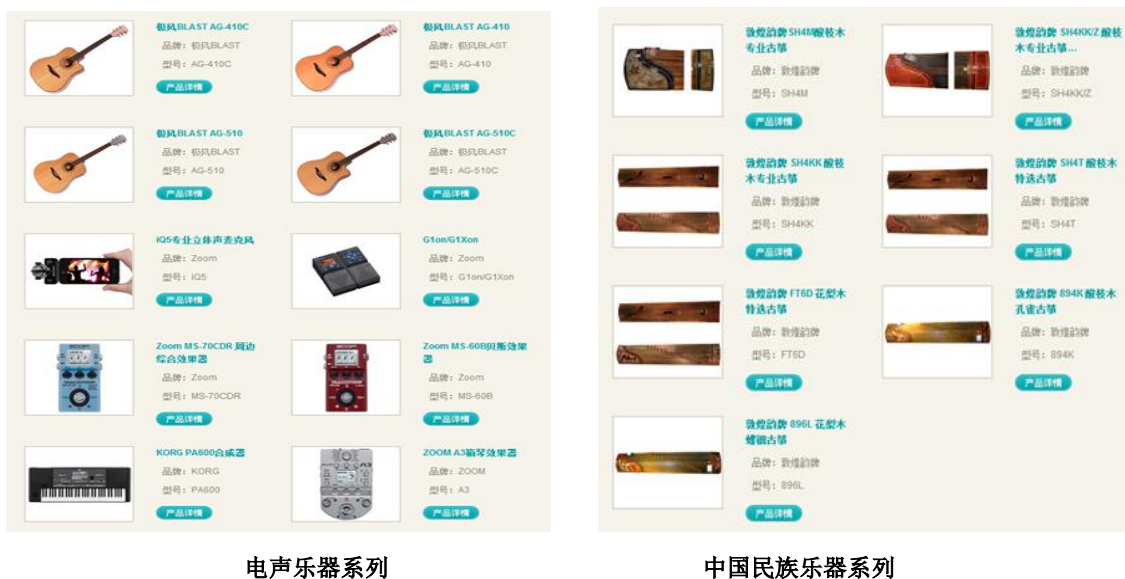 极风BLAST AG-410C
品牌：极风BLAST
型号：AG-410C
产品详情
极风BLAST AG-410
品牌：极风BLAST
型号：AG-410
产品详情
极风BLAST AG-510
品牌：极风BLAST
型号：AG-510
产品详情
极风BLAST AG-510C
品牌：极风BLAST
型号：AG-510C
产品详情
iQ5专业立体声麦克风
品牌：Zoom
型号：iQ5
产品详情
G1on/G1Xon
品牌：Zoom
型号：G1on/G1Xon
产品详情
Zoom MS-70CDR 周边
综合效果器
品牌：Zoom
型号：MS-70CDR
产品详情
Zoom MS-60B贝斯效果
器
品牌：Zoom
型号：MS-60B
产品详情
KORG PA600合成器
品牌：KORG
型号：PA600
产品详情
ZOOM A3箱琴效果器
品牌：ZOOM
型号：A3
产品详情
电声乐器系列
敦煌韵牌 SH4M酸枝木
专业古筝
品牌：敦煌韵牌
型号：SH4M
产品详情
敦煌韵牌 SH4KK/Z 酸枝
木专业古筝...
品牌：敦煌韵牌
型号：SH4KK/Z
产品详情
敦煌韵牌 SH4KK 酸枝
木专业古筝
品牌：敦煌韵牌
型号：SH4KK
产品详情
敦煌韵牌 SH4T 酸枝木
特选古筝
品牌：敦煌韵牌
型号：SH4T
产品详情
敦煌韵牌 FT6D 花梨木
特选古筝
品牌：敦煌韵牌
型号：FT6D
产品详情
敦煌韵牌 894K 酸枝木
孔雀古筝
品牌：敦煌韵牌
型号：894K
产品详情
敦煌韵牌 896L 花梨木
螺钿古筝
品牌：敦煌韵牌
型号：896L
产品详情
中国民族乐器系列